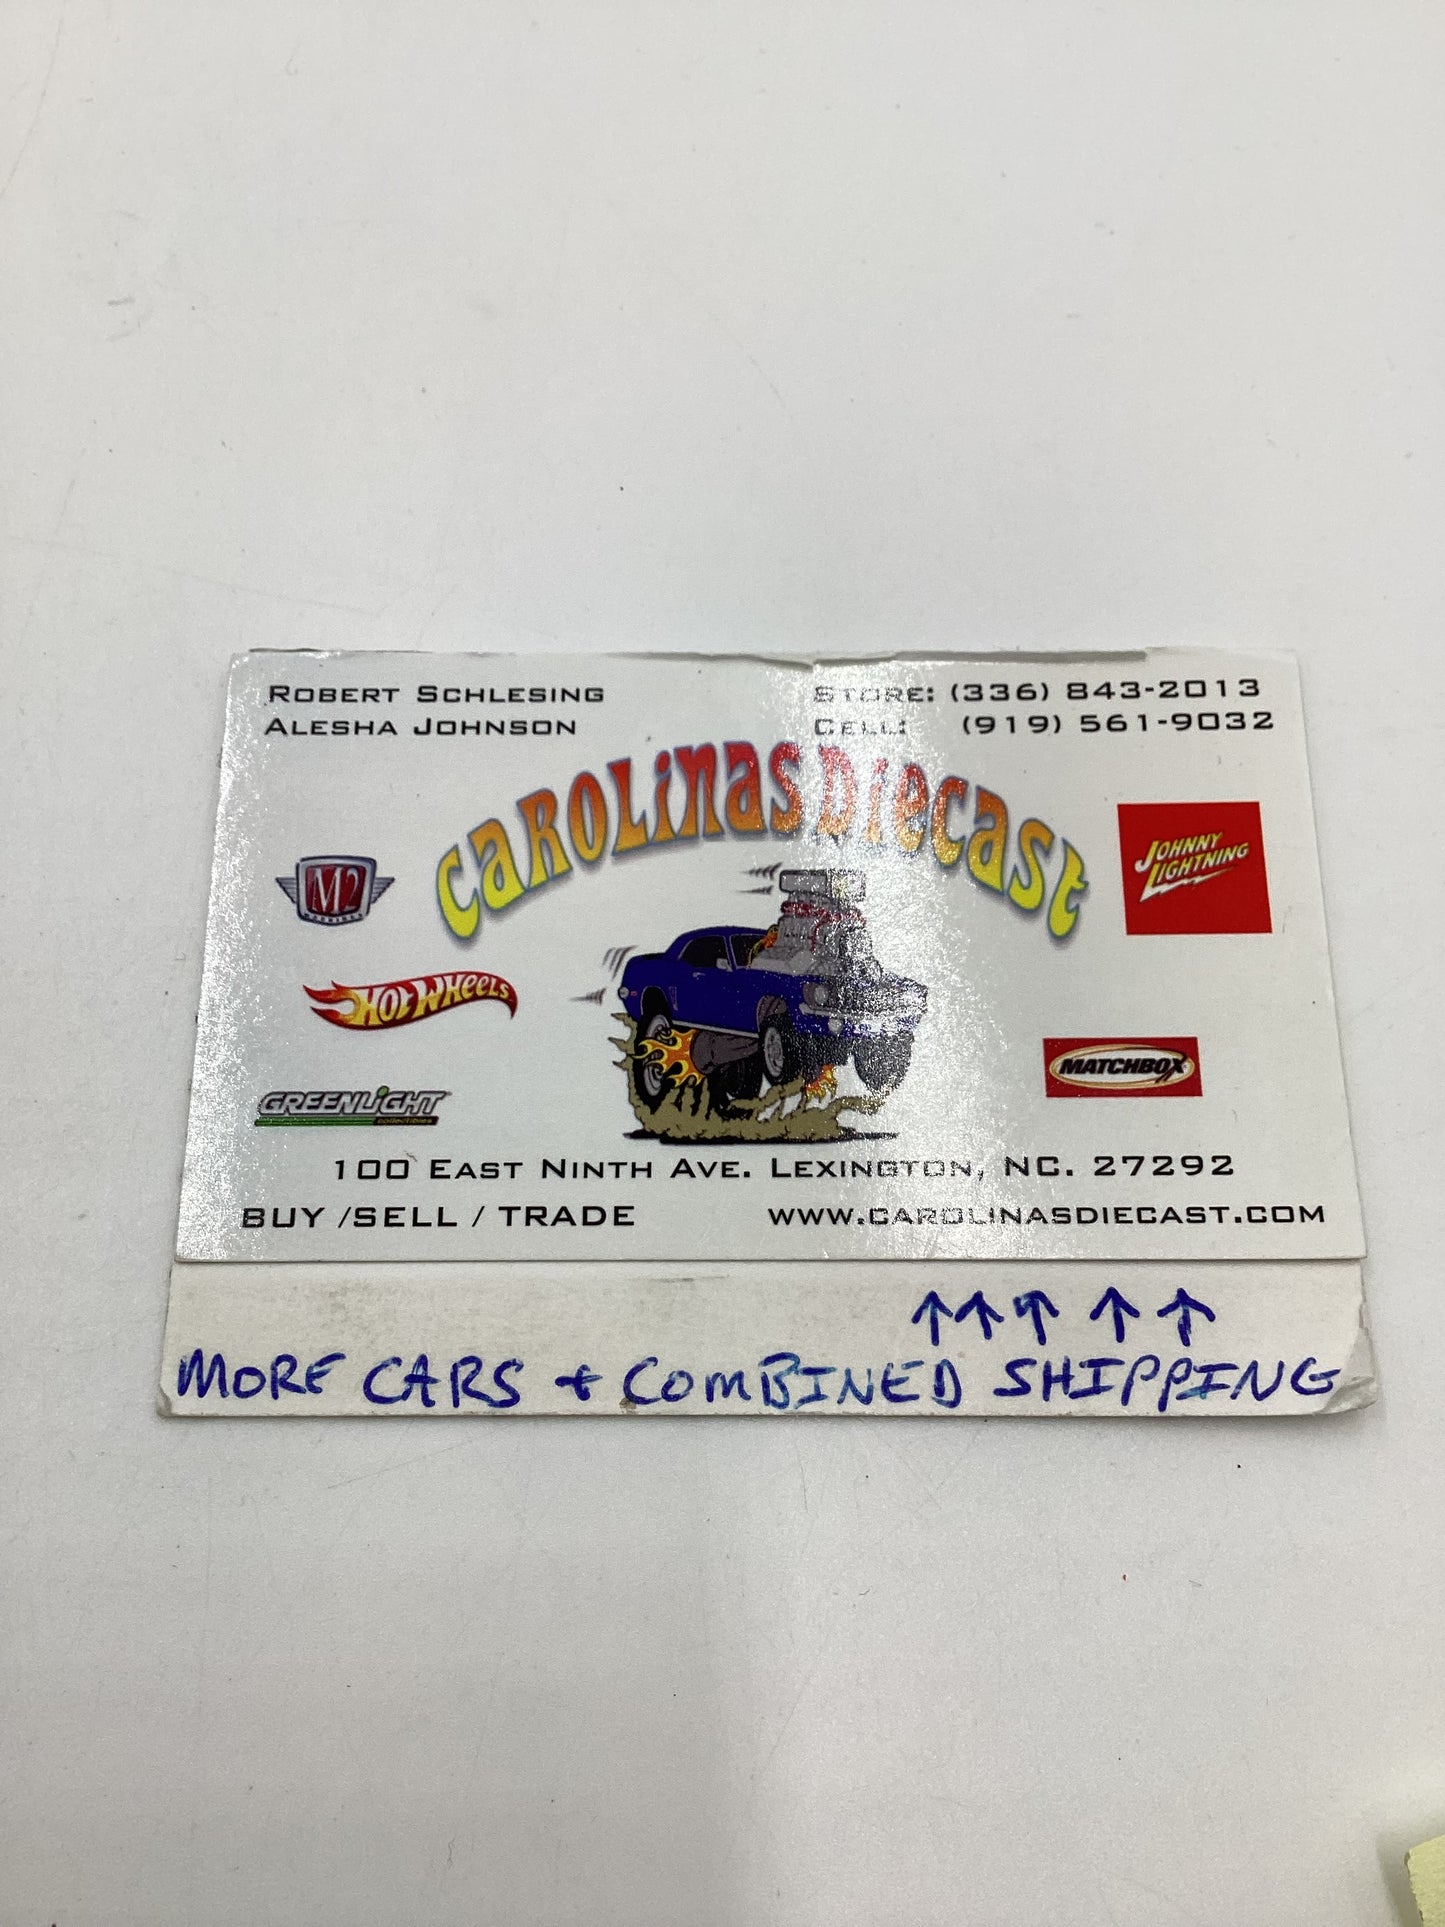 ROBERT SCHLESING
ALESHA JOHNSON
STORE: (336) 843-2013
CELL: (919) 561-9032
CAROLINAS DIECAST
M2
MACHINES
JOHNNY
LIGHTNING
HOT WHEELS
MATCHBOX
GREENLIGHT
collectibles
100 EAST NINTH AVE. LEXINGTON, NC. 27292
BUY /SELL / TRADE
WWW.CAROLINASDIECAST.COM
↑ ↑ ↑ ↑ ↑
MORE CARS + COMBINED SHIPPING